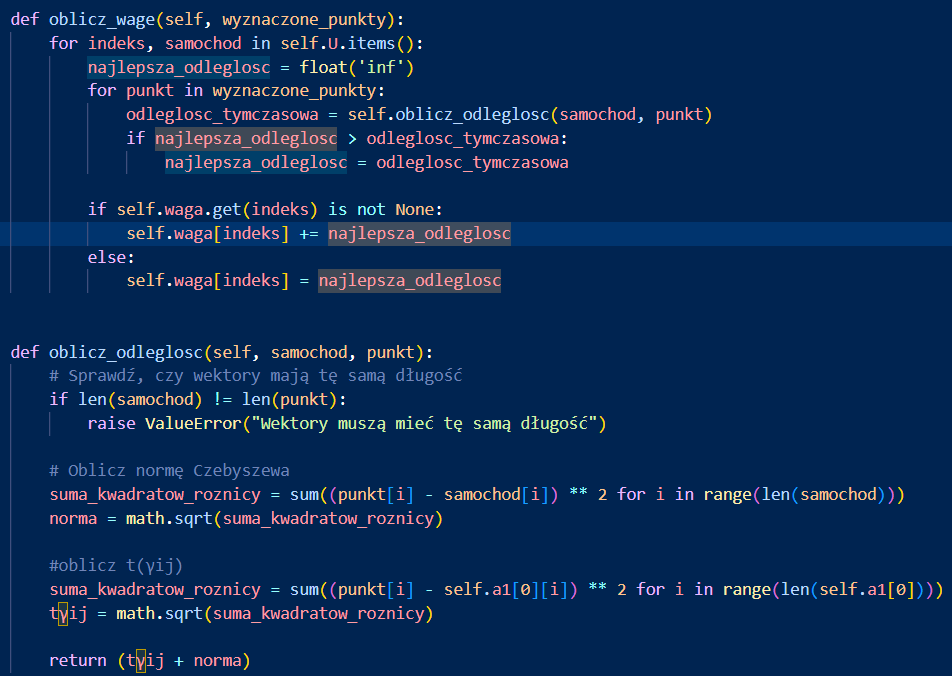 def oblicz_wage(self, wyznaczone_punkty):
    for indeks, samochod in self.U.items():
        najlepsza_odleglosc = float('inf')
        for punkt in wyznaczone_punkty:
            odleglosc_tymczasowa = self.oblicz_odleglosc(samochod, punkt)
            if najlepsza_odleglosc > odleglosc_tymczasowa:
                najlepsza_odleglosc = odleglosc_tymczasowa
        if self.waga.get(indeks) is not None:
            self.waga[indeks] += najlepsza_odleglosc
        else:
            self.waga[indeks] = najlepsza_odleglosc
def oblicz_odleglosc(self, samochod, punkt):
    # Sprawdź, czy wektory mają tę samą długość
    if len(samochod) != len(punkt):
        raise ValueError("Wektory muszą mieć tę samą długość")
    # Oblicz normę Czebyszewa
    suma_kwadratow_roznicy = sum((punkt[i] - samochod[i]) ** 2 for i in range(len(samochod)))
    norma = math.sqrt(suma_kwadratow_roznicy)
    #oblicz t(γij)
    suma_kwadratow_roznicy = sum((punkt[i] - self.a1[0][i]) ** 2 for i in range(len(self.a1[0])))
    tγij = math.sqrt(suma_kwadratow_roznicy)
    return (tγij + norma)